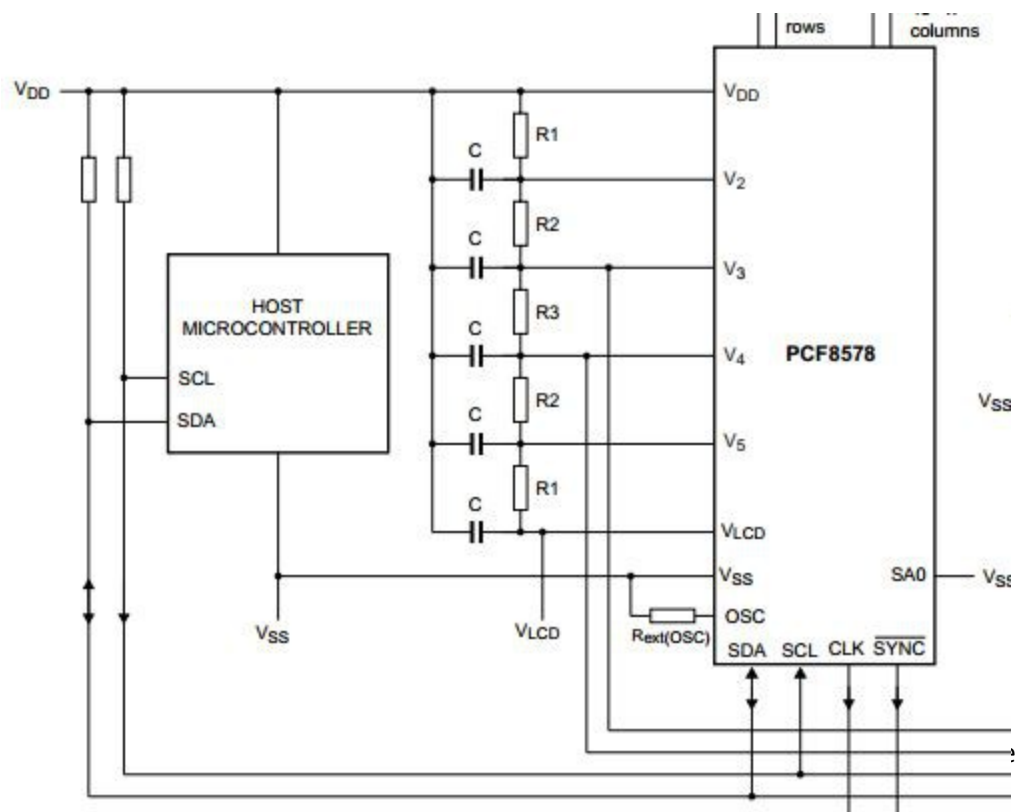 rows
columns
VDD
VDD
R1
C
V2
R2
C
V3
HOST
MICROCONTROLLER
R3
C
V4
PCF8578
SCL
VSS
R2
C
SDA
V5
R1
C
VLCD
VSS
SA0
VSS
OSC
VSS
VLCD
Rext(OSC)
SDA
SCL
CLK
SYNC